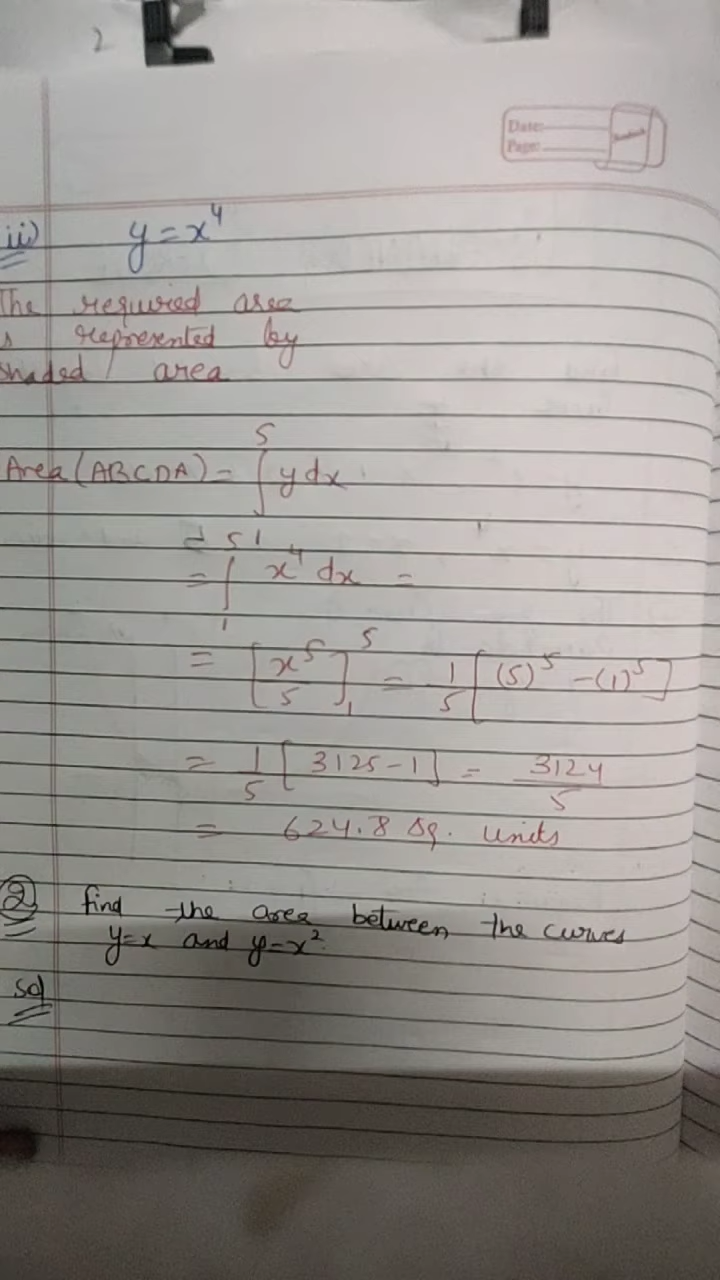 2
Date:
Page:
ii) y = x⁴
The required area
s represented by
shaded area
Area (ABCDA) = ∫₁⁵ y dx
= ∫₁⁵ x⁴ dx =
= [x⁵/5]₁⁵ = 1/5 [(5)⁵ - (1)⁵]
= 1/5 [3125 - 1] = 3124/5
= 624.8 sq. units
2 find the area between the curves
y = x and y = x²
Sol